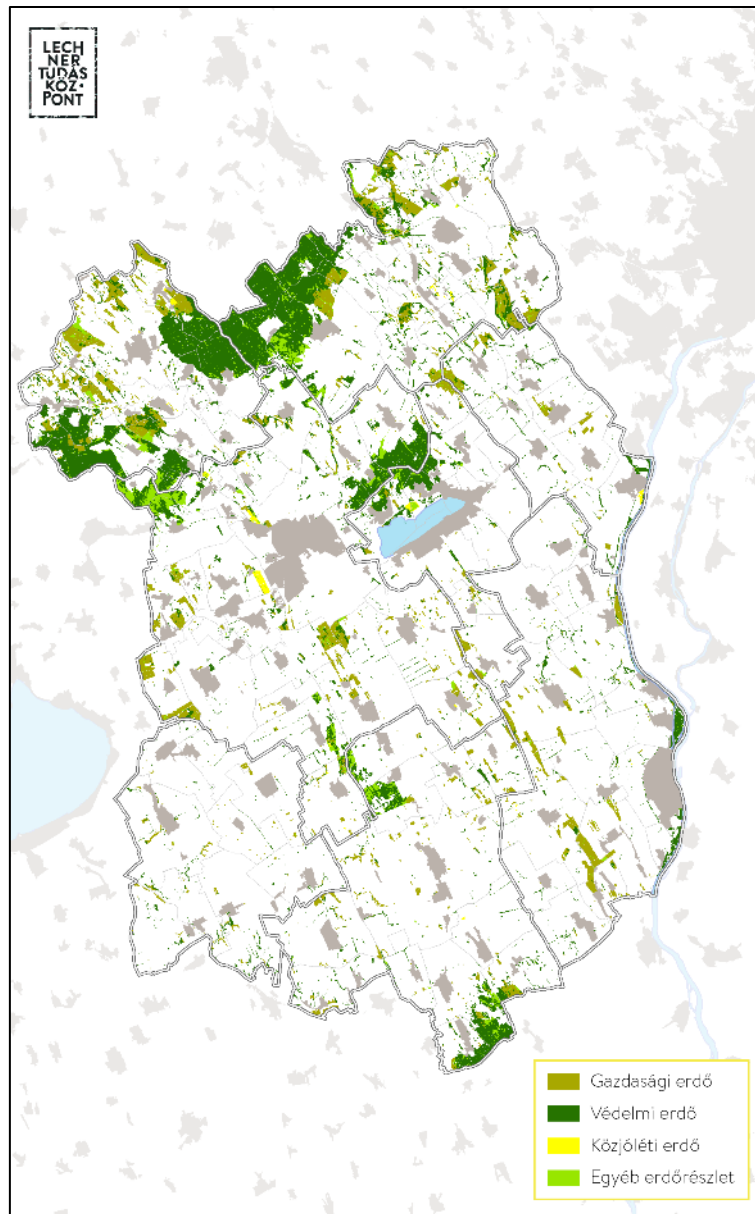 LECH
NER
TUDÁS
KÖZ•
PONT
Gazdasági erdő
Védelmi erdő
Közjóléti erdő
Egyéb erdőrészlet